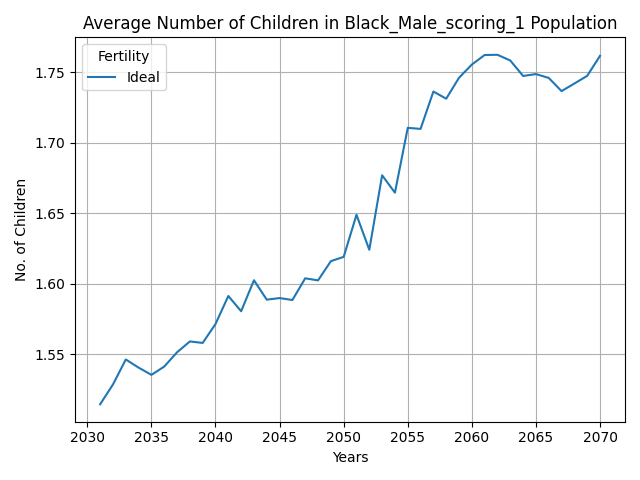 Average Number of Children in Black_Male_scoring_1 Population
Fertility
Ideal
No. of Children
1.75
1.70
1.65
1.60
1.55
2030 2035 2040 2045 2050 2055 2060 2065 2070
Years